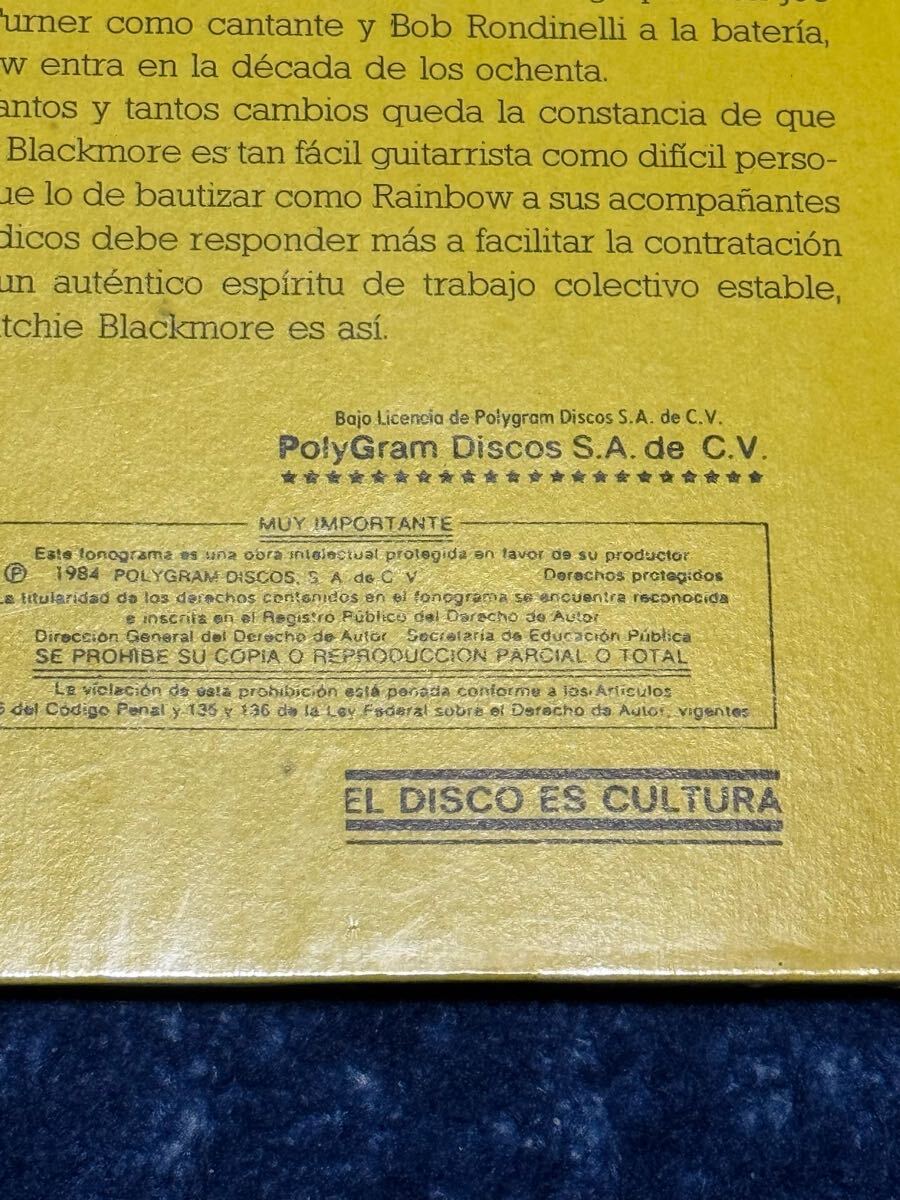 Turner como cantante y Bob Rondinelli a la batería,
w entra en la década de los ochenta.
antos y tantos cambios queda la constancia de que
Blackmore es tan fácil guitarrista como difícil perso-
ue lo de bautizar como Rainbow a sus acompañantes
dicos debe responder más a facilitar la contratación
un auténtico espíritu de trabajo colectivo estable,
itchie Blackmore es así.
Bajo Licencia de Polygram Discos S.A. de C.V.
PolyGram Discos S.A. de C.V.
★★★★★★★★★★★★★★★★★★★★★
MUY IMPORTANTE
Este fonograma es una obra intelectual protegida en favor de su productor
Ⓟ 1984 POLYGRAM DISCOS, S. A. de C. V. Derechos protegidos
La titularidad de los derechos contenidos en el fonograma se encuentra reconocida
e inscrita en el Registro Público del Derecho de Autor
Dirección General del Derecho de Autor Secretaría de Educación Pública
SE PROHIBE SU COPIA O REPRODUCCION PARCIAL O TOTAL
La violación de esta prohibición está penada conforme a los Artículos
del Código Penal y 135 y 136 de la Ley Federal sobre el Derecho de Autor, vigentes
EL DISCO ES CULTURA